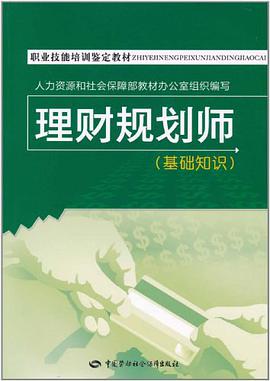 职业技能培训鉴定教材 ZHIYEJINENGPEIXUNJIANDINGJIAOCAI
人力资源和社会保障部教材办公室组织编写
理财规划师
（基础知识）
中国劳动社会保障出版社